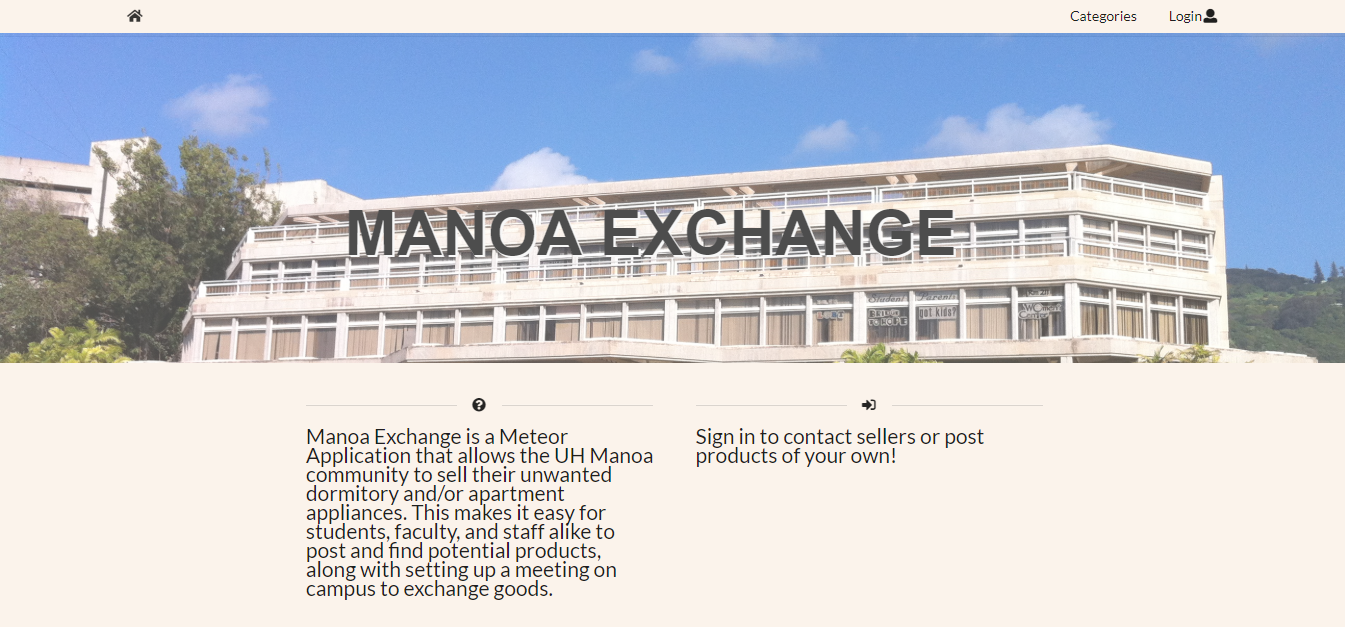 Categories Login
MANOA EXCHANGE
Student Parents
got kids?
Women
Center
Manoa Exchange is a Meteor
Application that allows the UH Manoa
community to sell their unwanted
dormitory and/or apartment
appliances. This makes it easy for
students, faculty, and staff alike to
post and find potential products,
along with setting up a meeting on
campus to exchange goods.
Sign in to contact sellers or post
products of your own!